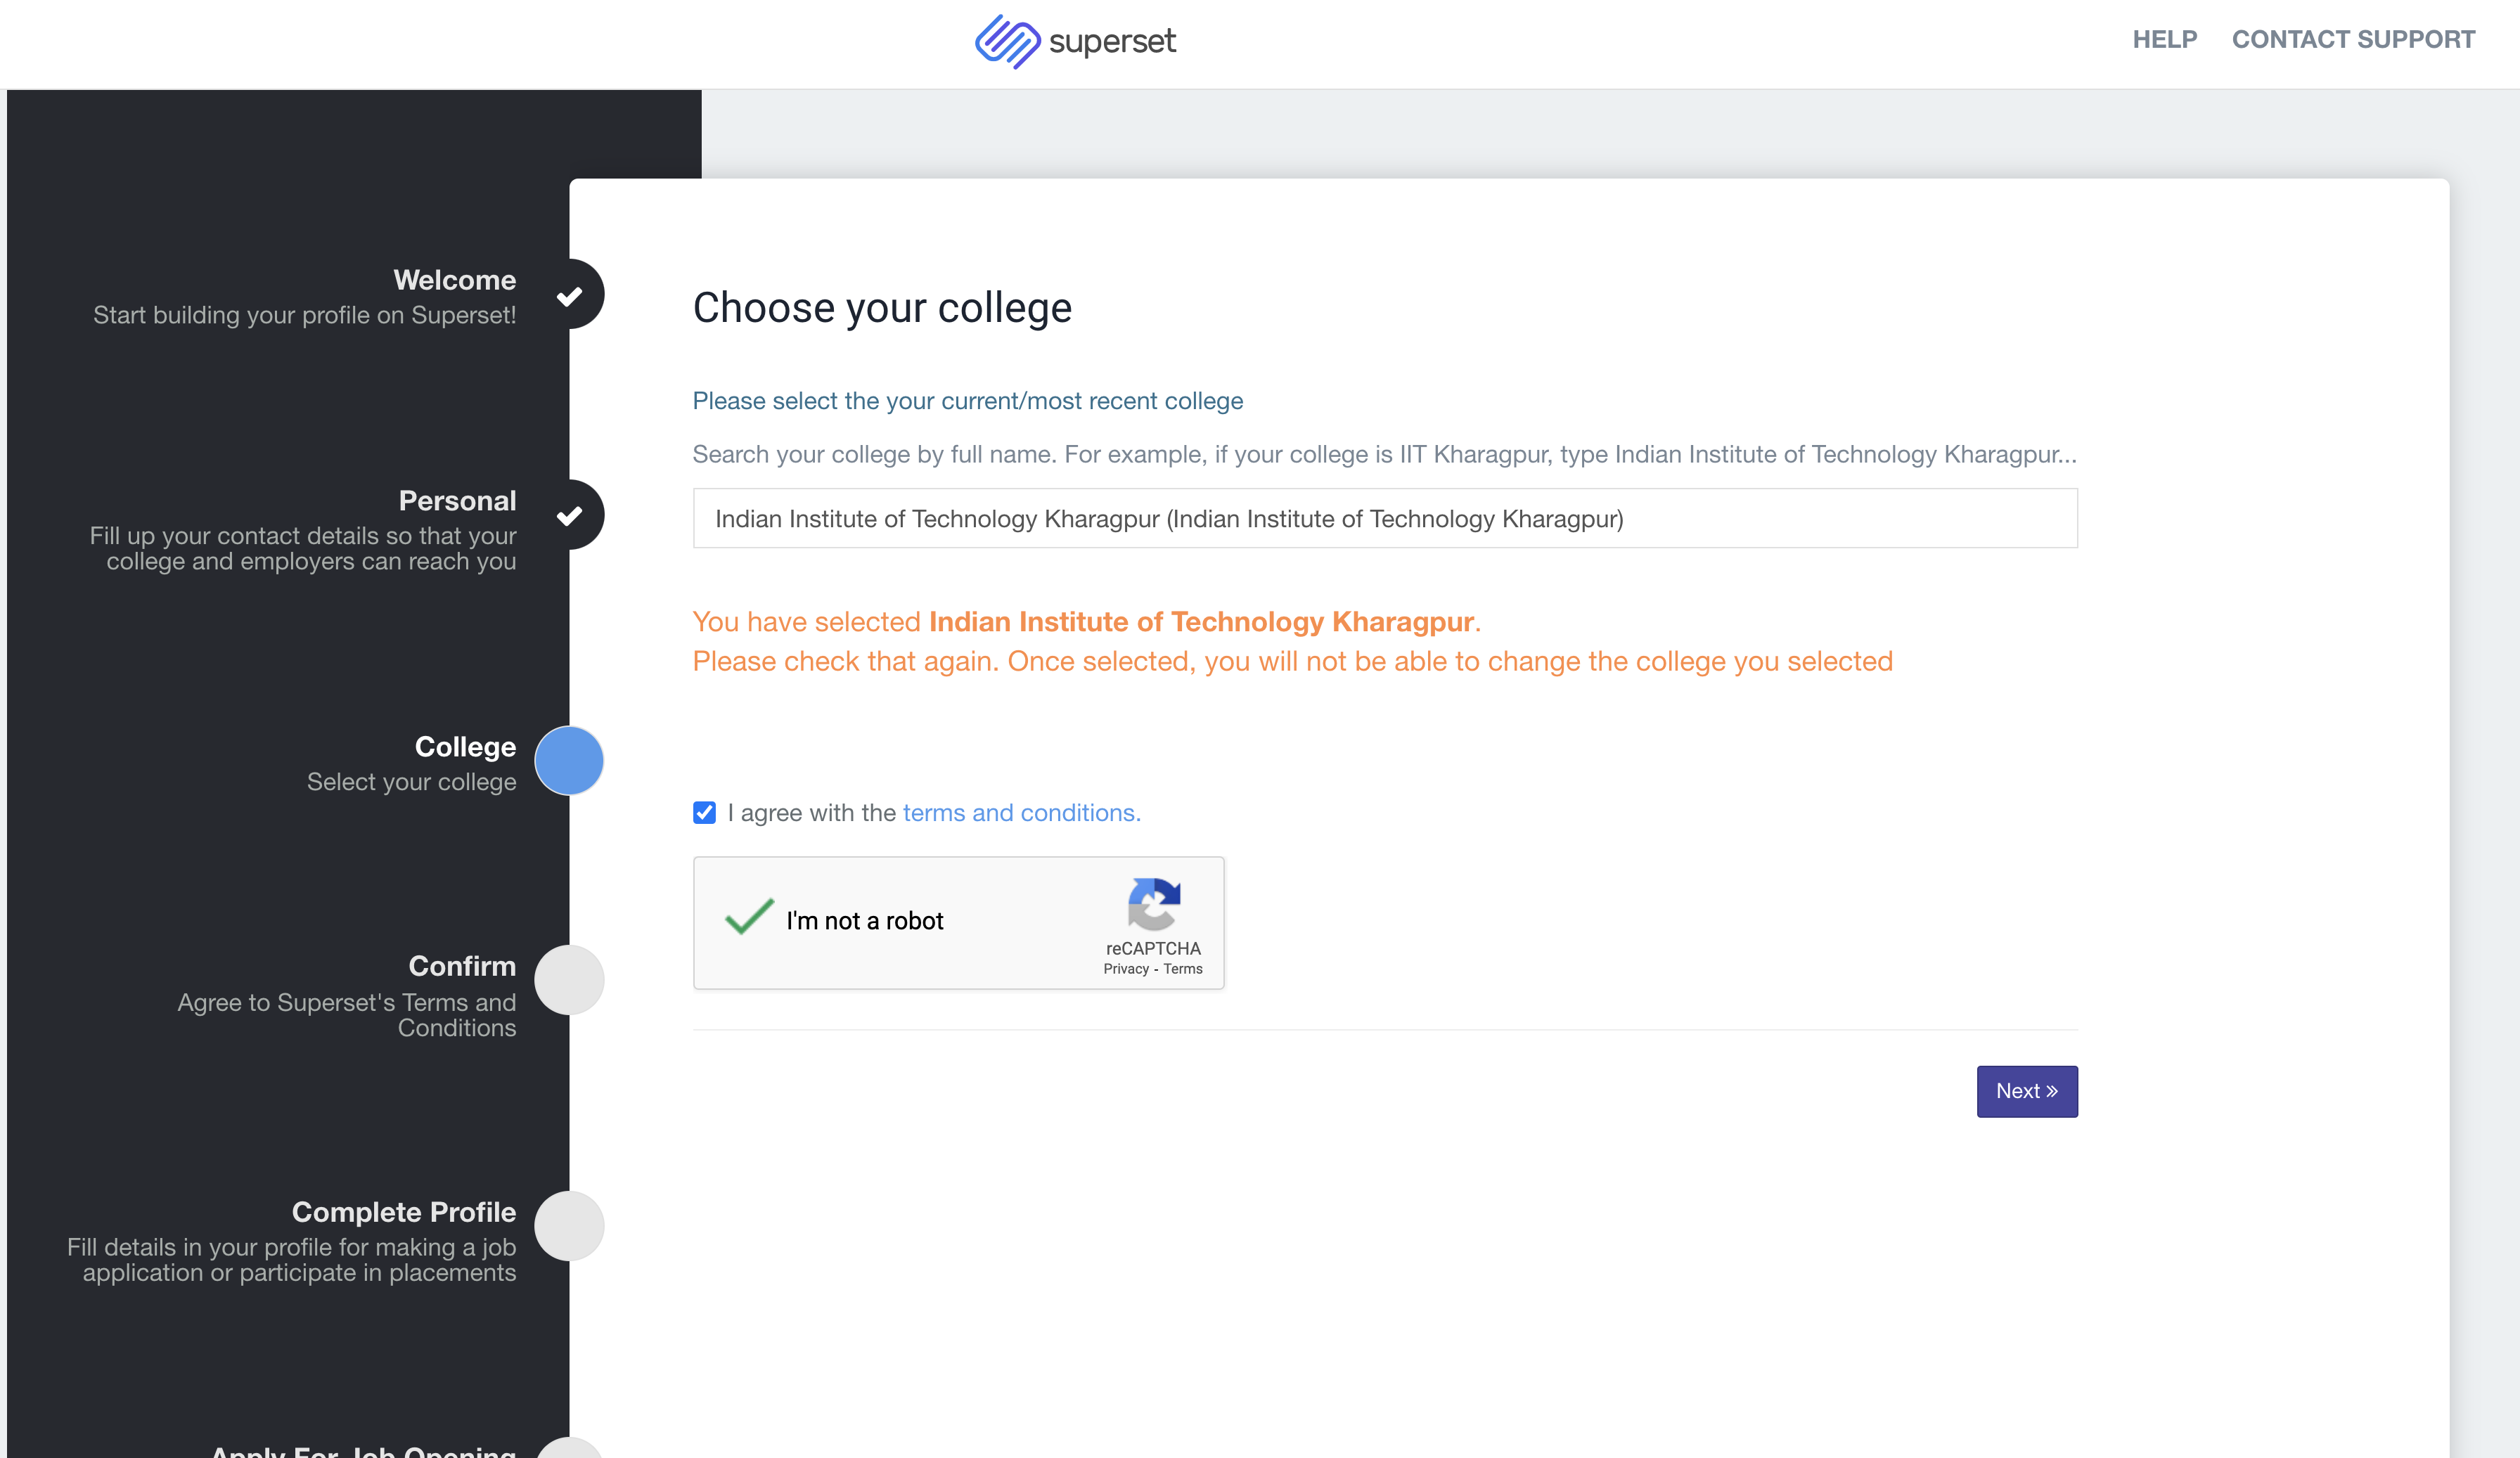 superset
HELP
CONTACT SUPPORT
Welcome
Start building your profile on Superset!
Personal
Fill up your contact details so that your
college and employers can reach you
College
Select your college
Confirm
Agree to Superset's Terms and
Conditions
Complete Profile
Fill details in your profile for making a job
application or participate in placements
Apply For Job Opening
Choose your college
Please select the your current/most recent college
Search your college by full name. For example, if your college is IIT Kharagpur, type Indian Institute of Technology Kharagpur...
Indian Institute of Technology Kharagpur (Indian Institute of Technology Kharagpur)
You have selected Indian Institute of Technology Kharagpur.
Please check that again. Once selected, you will not be able to change the college you selected
I agree with the terms and conditions.
I'm not a robot
reCAPTCHA
Privacy - Terms
Next »